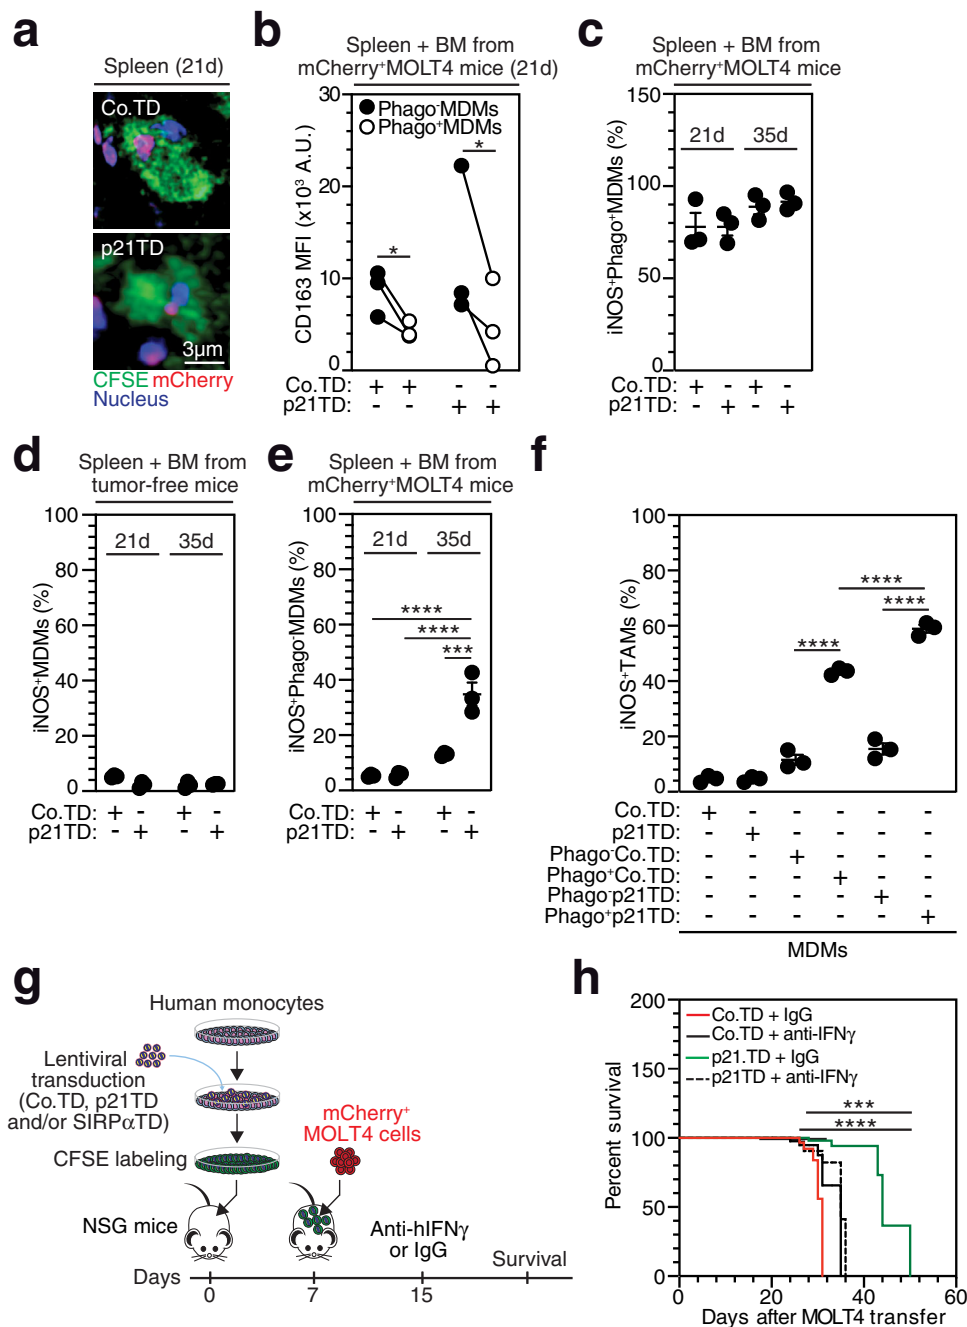 a
Spleen (21d)
Co.TD
p21TD
3µm
CFSE mCherry
Nucleus
b
Spleen + BM from
mCherry⁺MOLT4 mice (21d)
Phago⁻MDMs
Phago⁺MDMs
CD163 MFI (x10³ A.U.)
30
20
10
0
*
*
Co.TD: + + - -
p21TD: - - + +
c
Spleen + BM from
mCherry⁺MOLT4 mice
iNOS⁺Phago⁺MDMs (%)
150
100
50
0
21d 35d
Co.TD: + - + -
p21TD: - + - +
d
Spleen + BM from
tumor-free mice
iNOS⁺MDMs (%)
100
80
60
40
20
0
21d 35d
Co.TD: + - + -
p21TD: - + - +
e
Spleen + BM from
mCherry⁺MOLT4 mice
iNOS⁺Phago⁻MDMs (%)
100
80
60
40
20
0
21d 35d
****
****
***
Co.TD: + - + -
p21TD: - + - +
f
iNOS⁺TAMs (%)
100
80
60
40
20
0
****
****
****
Co.TD: + - - - - -
p21TD: - + - - - -
Phago⁻Co.TD: - - + - - -
Phago⁺Co.TD: - - - + - -
Phago⁻p21TD: - - - - + -
Phago⁺p21TD: - - - - - +
MDMs
g
Human monocytes
Lentiviral
transduction
(Co.TD, p21TD
and/or SIRPαTD)
mCherry⁺
MOLT4 cells
CFSE labeling
NSG mice
Anti-hIFNγ
or IgG
Survival
Days
0 7 15
h
Percent survival
200
150
100
50
0
Co.TD + IgG
Co.TD + anti-IFNγ
p21.TD + IgG
p21TD + anti-IFNγ
***
****
0 20 40 60
Days after MOLT4 transfer